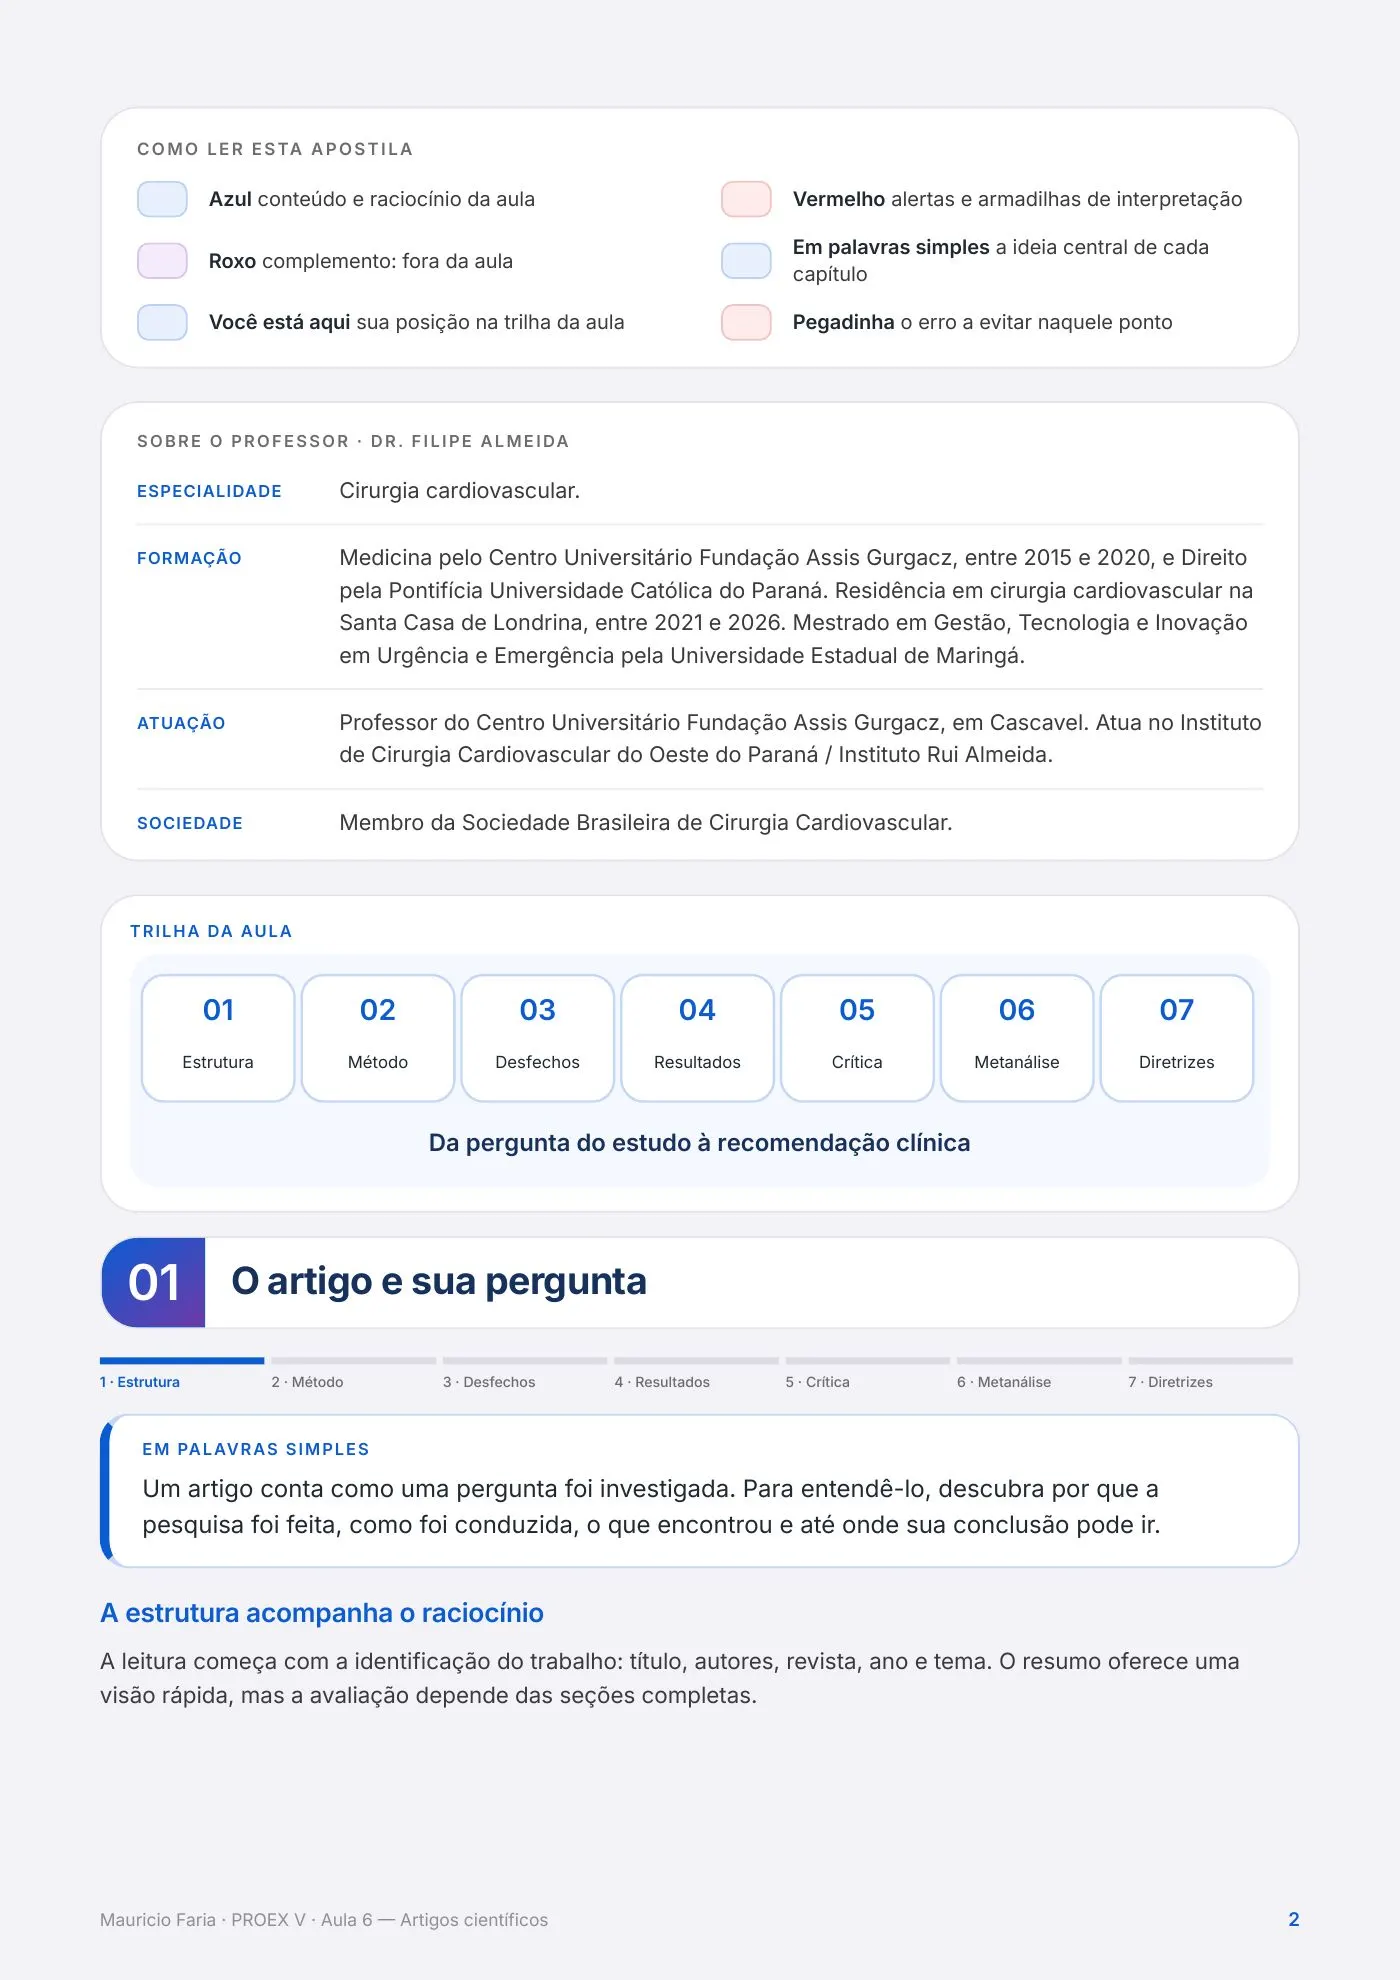 COMO LER ESTA APOSTILA
Azul conteúdo e raciocínio da aula
Vermelho alertas e armadilhas de interpretação
Roxo complemento: fora da aula
Em palavras simples a ideia central de cada
capítulo
Você está aqui sua posição na trilha da aula
Pegadinha o erro a evitar naquele ponto
SOBRE O PROFESSOR · DR. FILIPE ALMEIDA
ESPECIALIDADE Cirurgia cardiovascular.
FORMAÇÃO Medicina pelo Centro Universitário Fundação Assis Gurgacz, entre 2015 e 2020, e Direito
pela Pontifícia Universidade Católica do Paraná. Residência em cirurgia cardiovascular na
Santa Casa de Londrina, entre 2021 e 2026. Mestrado em Gestão, Tecnologia e Inovação
em Urgência e Emergência pela Universidade Estadual de Maringá.
ATUAÇÃO Professor do Centro Universitário Fundação Assis Gurgacz, em Cascavel. Atua no Instituto
de Cirurgia Cardiovascular do Oeste do Paraná / Instituto Rui Almeida.
SOCIEDADE Membro da Sociedade Brasileira de Cirurgia Cardiovascular.
TRILHA DA AULA
01 02 03 04 05 06 07
Estrutura Método Desfechos Resultados Crítica Metanálise Diretrizes
Da pergunta do estudo à recomendação clínica
01 O artigo e sua pergunta
1 · Estrutura 2 · Método 3 · Desfechos 4 · Resultados 5 · Crítica 6 · Metanálise 7 · Diretrizes
EM PALAVRAS SIMPLES
Um artigo conta como uma pergunta foi investigada. Para entendê-lo, descubra por que a
pesquisa foi feita, como foi conduzida, o que encontrou e até onde sua conclusão pode ir.
A estrutura acompanha o raciocínio
A leitura começa com a identificação do trabalho: título, autores, revista, ano e tema. O resumo oferece uma
visão rápida, mas a avaliação depende das seções completas.
Mauricio Faria · PROEX V · Aula 6 — Artigos científicos 2